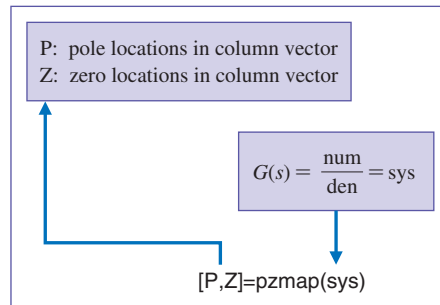 P: pole locations in column vector
Z: zero locations in column vector
G(s) = num/den = sys
[P,Z]=pzmap(sys)